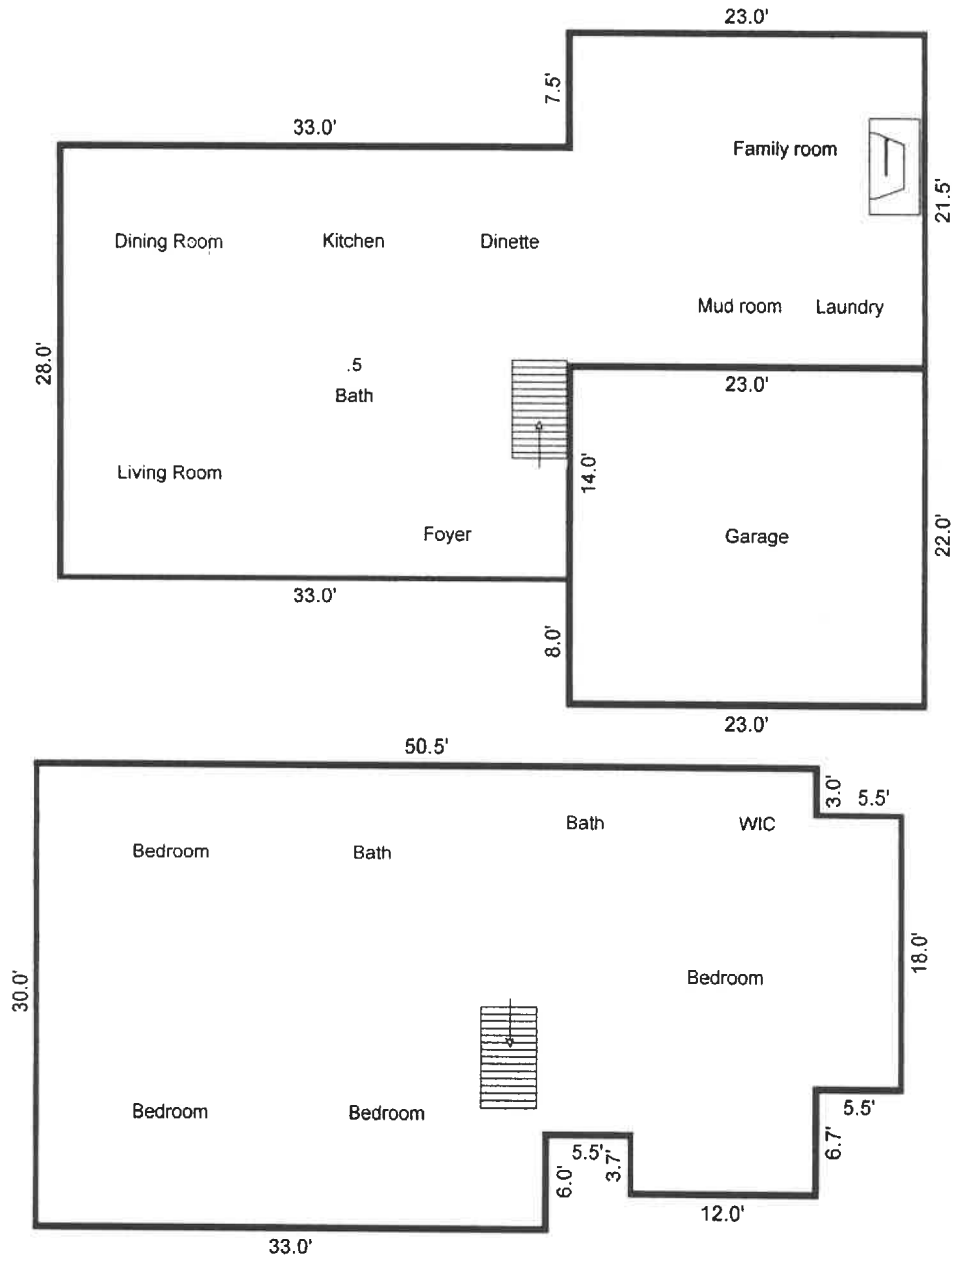 23.0'
7.5'
33.0'
Family room
21.5'
Dining Room
Kitchen
Dinette
Mud room
Laundry
28.0'
.5
Bath
23.0'
14.0'
Living Room
Foyer
Garage
22.0'
33.0'
8.0'
23.0'
50.5'
3.0'
5.5'
Bedroom
Bath
Bath
WIC
18.0'
30.0'
Bedroom
Bedroom
Bedroom
5.5'
6.7'
5.5'
3.7'
6.0'
12.0'
33.0'